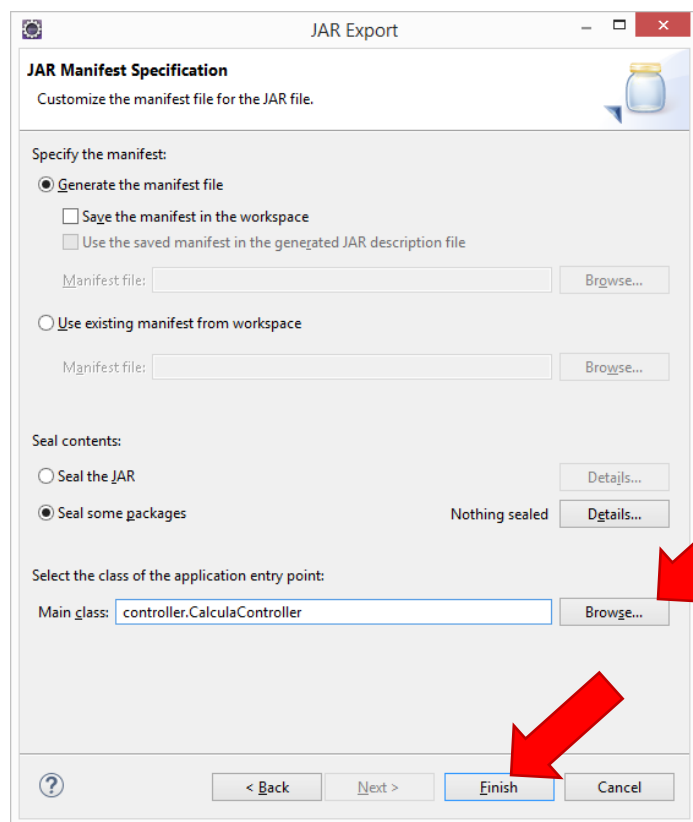 JAR Export
JAR Manifest Specification
Customize the manifest file for the JAR file.
Specify the manifest:
Generate the manifest file
Save the manifest in the workspace
Use the saved manifest in the generated JAR description file
Manifest file: Browse...
Use existing manifest from workspace
Manifest file: Browse...
Seal contents:
Seal the JAR Details...
Seal some packages Nothing sealed Details...
Select the class of the application entry point:
Main class: controller.CalculaController Browse...
? < Back Next > Finish Cancel